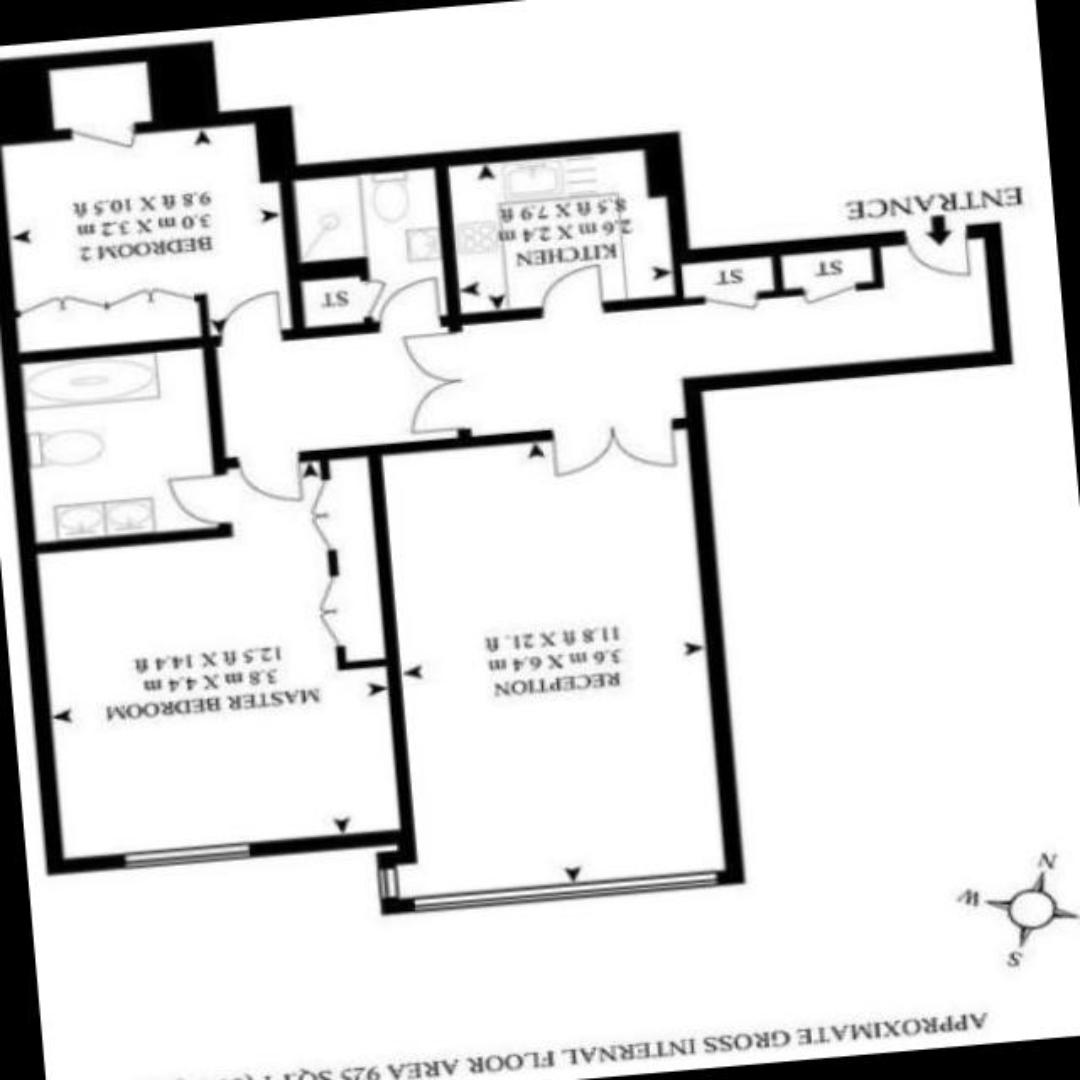 APPROXIMATE GROSS INTERNAL FLOOR AREA 925 SQ.FT
S
W
N
RECEPTION
3.6 m X 6.4 m
11.8 ft X 21. ft
MASTER BEDROOM
3.8 m X 4.4 m
12.5 ft X 14.4 ft
ST
ST
ST
KITCHEN
2.6 m X 2.4 m
8.5 ft X 7.9 ft
BEDROOM 2
3.0 m X 3.2 m
9.8 ft X 10.5 ft
ENTRANCE